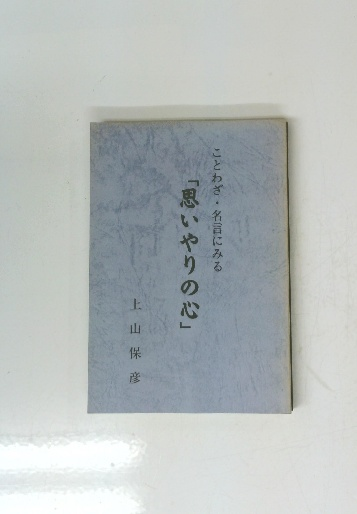 ことわざ・名言にみる
「思いやりの心」
上山保彦